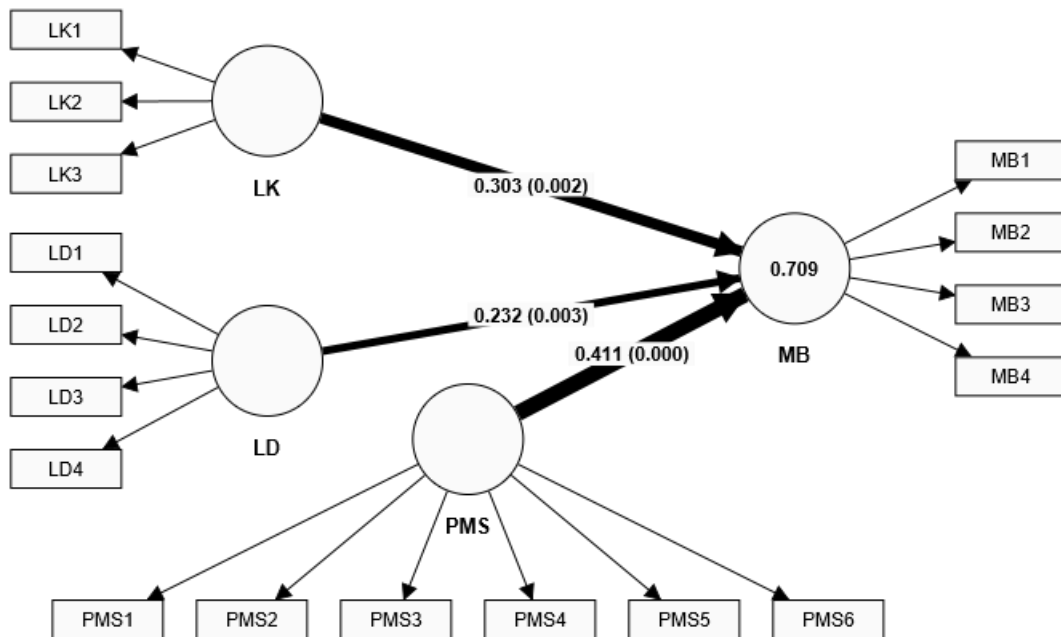 LK1
LK2
LK3
LK
0.303 (0.002)
LD1
LD2
LD3
LD4
LD
0.232 (0.003)
0.411 (0.000)
0.709
MB
MB1
MB2
MB3
MB4
PMS
PMS1
PMS2
PMS3
PMS4
PMS5
PMS6